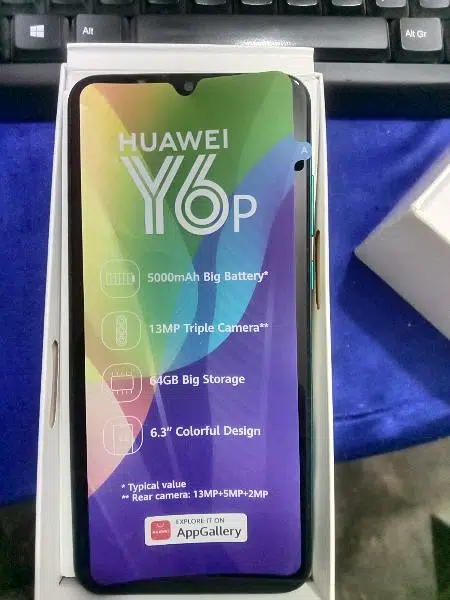 Alt
Alt Gr
HUAWEI
Y6P
A
5000mAh Big Battery*
13MP Triple Camera**
64GB Big Storage
6.3" Colorful Design
* Typical value
** Rear camera: 13MP+5MP+2MP
EXPLORE IT ON
AppGallery